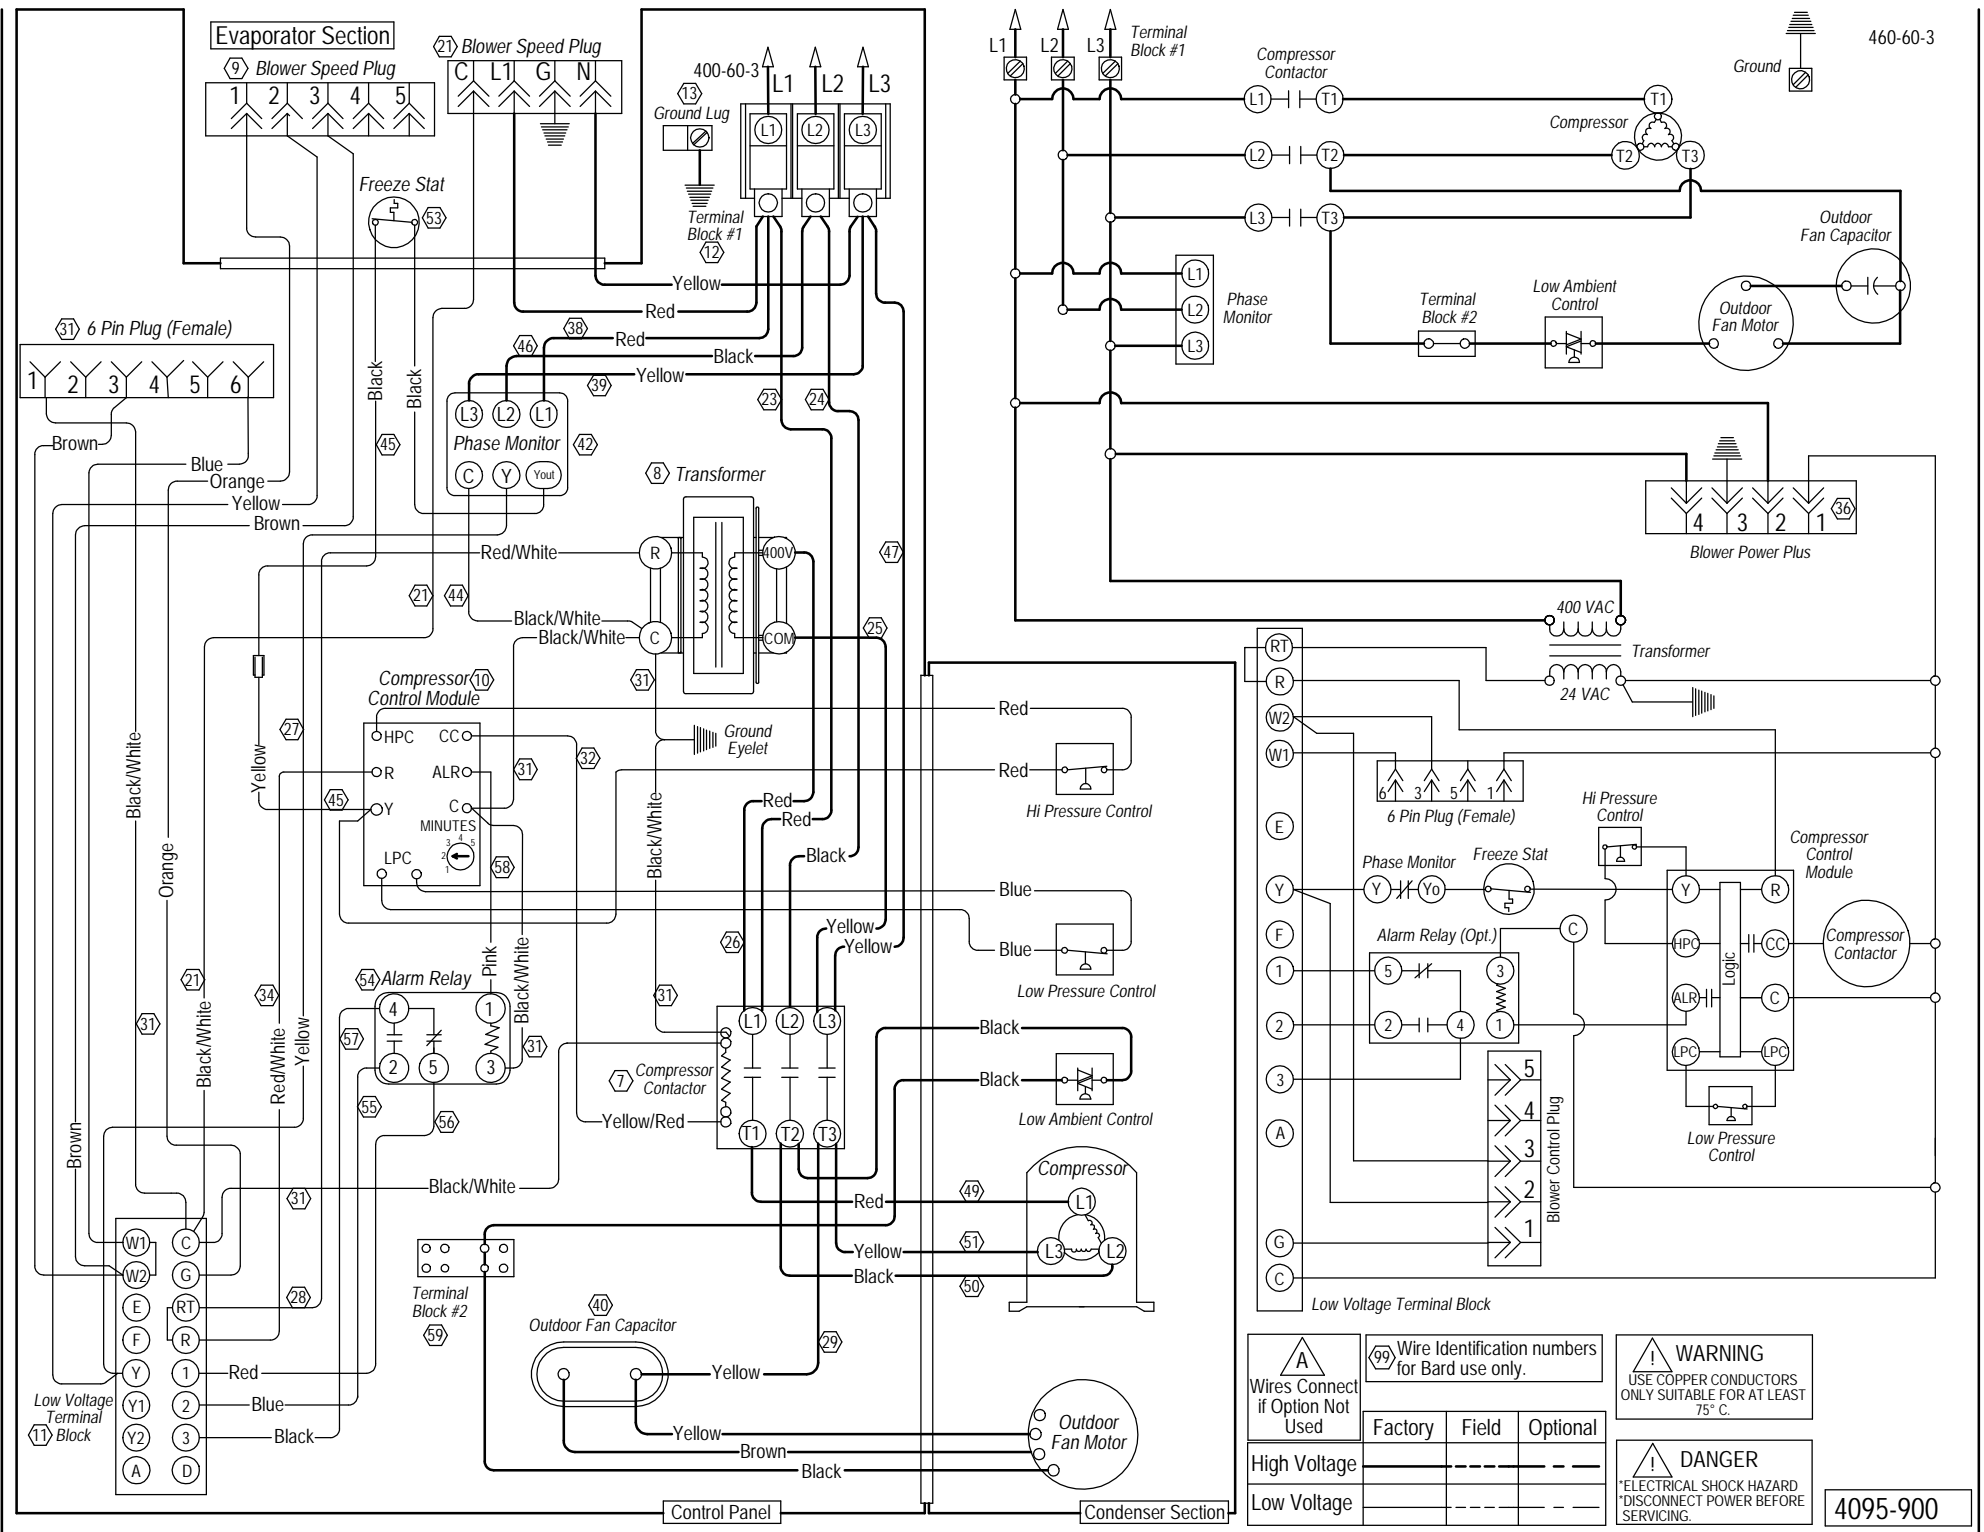 Evaporator Section
9 Blower Speed Plug
1 2 3 4 5
21 Blower Speed Plug
C L1 G N
400-60-3
L1 L2 L3
13
Ground Lug
L1 L2 L3
Terminal
Block #1
12
Freeze Stat
53
Yellow
Red
38
Red
46
Black
Yellow
39
23
24
31 6 Pin Plug (Female)
1 2 3 4 5 6
Black
Black
45
L3 L2 L1
Phase Monitor
42
C Y Yout
Brown
Blue
Orange
Yellow
Brown
8 Transformer
Red/White
R
400V
47
21
44
Black/White
Black/White
C
COM
25
31
Compressor
Control Module
10
HPC CC
R ALR
Y C
MINUTES
1 2 3 4 5
LPC
27
Yellow
45
31
32
58
Ground
Eyelet
Red
Red
Hi Pressure Control
Red
Red
Black
Black/White
Black/White
Orange
Blue
Blue
Low Pressure Control
Yellow
Yellow
26
Pink
Black/White
54 Alarm Relay
4 1
2 5 3
57
55
56
31
21
31
34
Black/White
Red/White
Yellow
31
L1 L2 L3
7 Compressor
Contactor
Yellow/Red
T1 T2 T3
Black
Black
Low Ambient Control
Compressor
L1
L3 L2
Brown
31
Black/White
Red
49
Yellow
51
Black
50
Terminal
Block #2
59
40
Outdoor Fan Capacitor
29
Yellow
Yellow
Brown
Black
Outdoor
Fan Motor
28
W1 C
W2 G
E RT
F R
Y 1
Y1 2
Y2 3
A D
Red
Blue
Black
Low Voltage
Terminal
Block
11
Control Panel
Condenser Section
L1 L2 L3
Terminal
Block #1
Ground
460-60-3
Compressor
Contactor
L1 T1
L2 T2
L3 T3
Compressor
T1
T2 T3
Outdoor
Fan Capacitor
L1
L2
L3
Phase
Monitor
Terminal
Block #2
Low Ambient
Control
Outdoor
Fan Motor
4 3 2 1
36
Blower Power Plus
400 VAC
Transformer
24 VAC
RT
R
W2
W1
E
Y
F
1
2
3
A
G
C
6 3 5 1
6 Pin Plug (Female)
Hi Pressure
Control
Compressor
Control
Module
Phase Monitor
Y Yo
Freeze Stat
Y R
HPC CC
ALR C
LPC LPC
Logic
Compressor
Contactor
Alarm Relay (Opt.)
C
5 3
2 4 1
5
4
3
2
1
Blower Control Plug
Low Pressure
Control
Low Voltage Terminal Block
A
Wires Connect
if Option Not
Used
99 Wire Identification numbers
for Bard use only.
Factory Field Optional
High Voltage
Low Voltage
! WARNING
USE COPPER CONDUCTORS
ONLY SUITABLE FOR AT LEAST
75° C.
! DANGER
*ELECTRICAL SHOCK HAZARD
*DISCONNECT POWER BEFORE
SERVICING.
4095-900